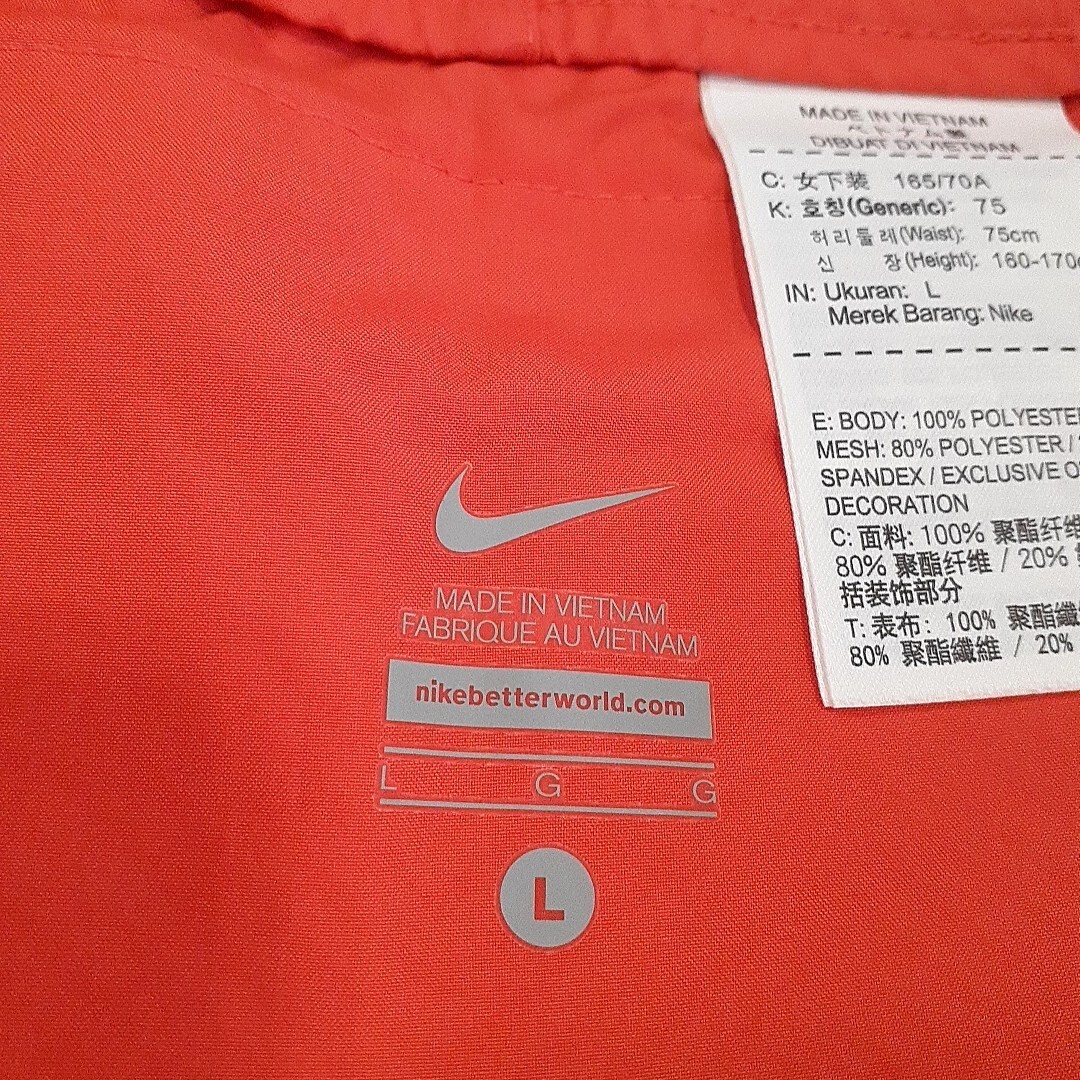 MADE IN VIETNAM
ベトナム製
DIBUAT DI VIETNAM
C: 女下装 165/70A
K: 호칭(Generic): 75
허리둘레(Waist): 75cm
신 장(Height): 160-170
IN: Ukuran: L
Merek Barang: Nike
E: BODY: 100% POLYESTER
MESH: 80% POLYESTER /
SPANDEX / EXCLUSIVE OF
DECORATION
C: 面料: 100% 聚酯纤维
80% 聚酯纤维 / 20%
括装饰部分
T: 表布: 100% 聚酯纖
80% 聚酯纖維 / 20%
MADE IN VIETNAM
FABRIQUE AU VIETNAM
nikebetterworld.com
L G G
L